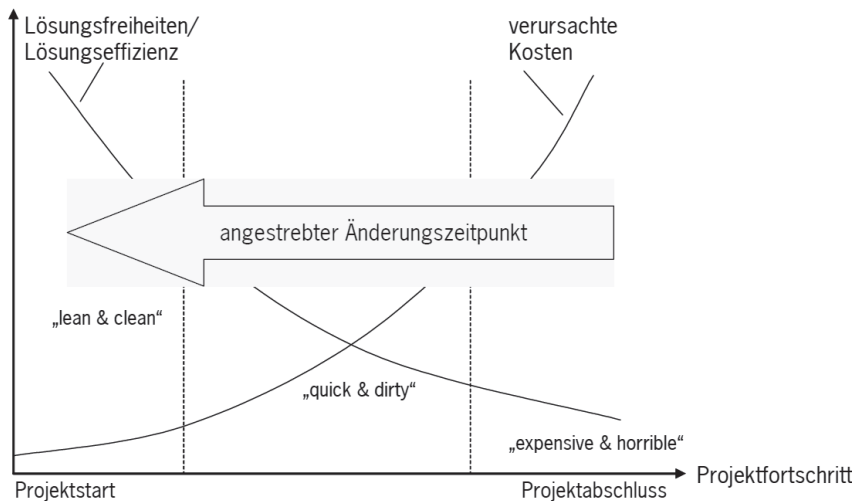 Lösungsfreiheiten/
Lösungseffizienz
verursachte
Kosten
angestrebter Änderungszeitpunkt
„lean & clean“
„quick & dirty“
„expensive & horrible“
Projektstart
Projektabschluss
Projektfortschritt